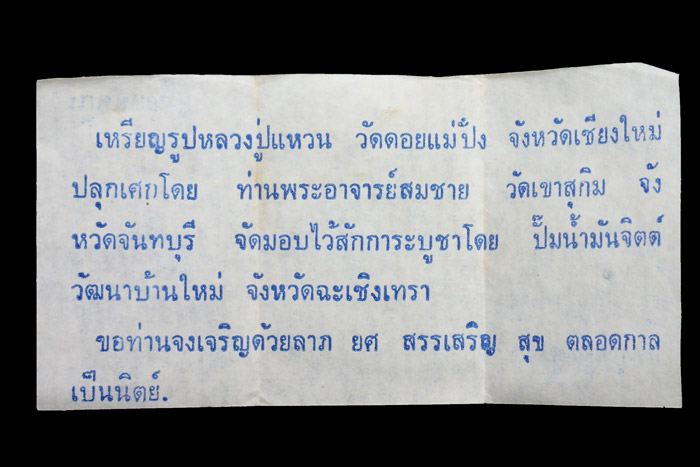 เหรียญรูปหลวงปู่แหวน วัดดอยแม่ปั๋ง จังหวัดเชียงใหม่
ปลุกเศกโดย ท่านพระอาจารย์สมชาย วัดเขาสุกิม จัง
หวัดจันทบุรี จัดมอบไว้สักการะบูชาโดย ปั๊มน้ำมันจิตต์
วัฒนาบ้านใหม่ จังหวัดฉะเชิงเทรา
ขอท่านจงเจริญด้วยลาภ ยศ สรรเสริญ สุข ตลอดกาล
เป็นนิตย์.